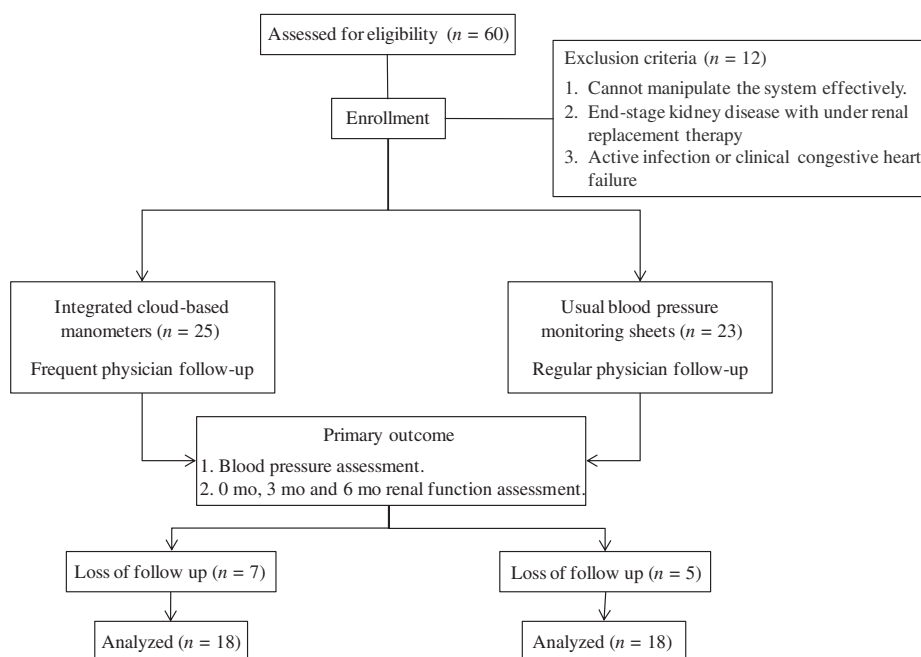 Assessed for eligibility (n = 60)
Exclusion criteria (n = 12)
1. Cannot manipulate the system effectively.
2. End-stage kidney disease with under renal
replacement therapy
3. Active infection or clinical congestive heart
failure
Enrollment
Integrated cloud-based
manometers (n = 25)
Frequent physician follow-up
Usual blood pressure
monitoring sheets (n = 23)
Regular physician follow-up
Primary outcome
1. Blood pressure assessment.
2. 0 mo, 3 mo and 6 mo renal function assessment.
Loss of follow up (n = 7)
Loss of follow up (n = 5)
Analyzed (n = 18)
Analyzed (n = 18)